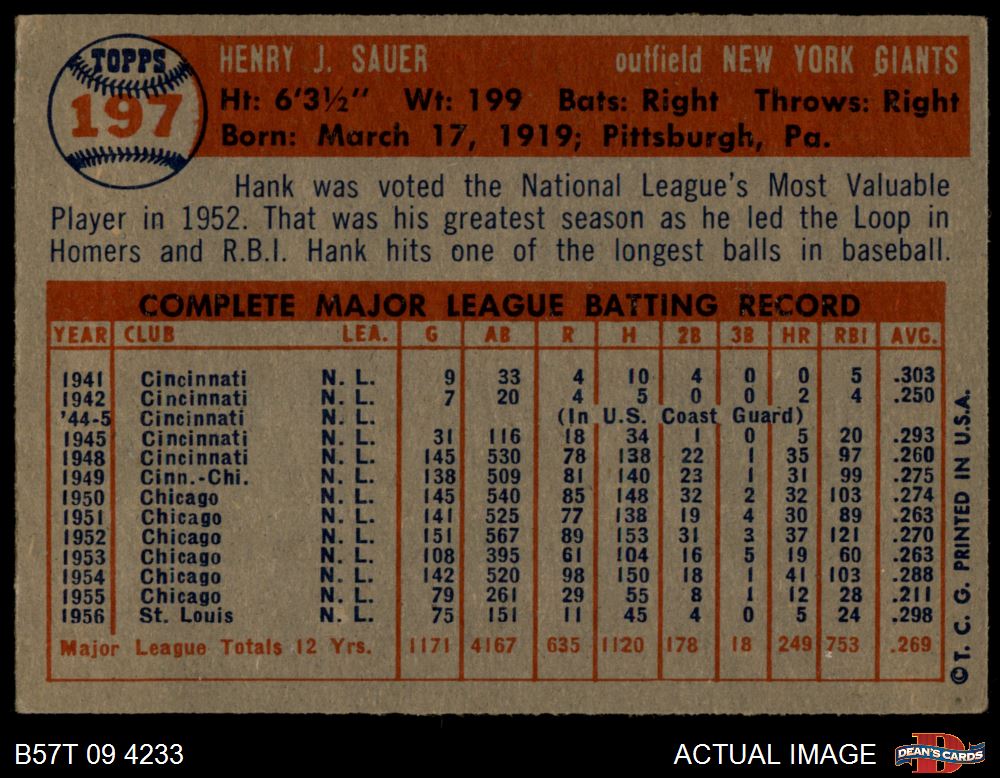 TOPPS
197
HENRY J. SAUER outfield NEW YORK GIANTS
Ht: 6'3½" Wt: 199 Bats: Right Throws: Right
Born: March 17, 1919; Pittsburgh, Pa.
Hank was voted the National League's Most Valuable
Player in 1952. That was his greatest season as he led the Loop in
Homers and R.B.I. Hank hits one of the longest balls in baseball.
COMPLETE MAJOR LEAGUE BATTING RECORD
YEAR CLUB LEA. G AB R H 2B 3B HR RBI AVG.
1941 Cincinnati N. L. 9 33 4 10 4 0 0 5 .303
1942 Cincinnati N. L. 7 20 4 5 0 0 2 4 .250
'44-5 Cincinnati N. L. (In U.S. Coast Guard)
1945 Cincinnati N. L. 31 116 18 34 1 0 5 20 .293
1948 Cincinnati N. L. 145 530 78 138 22 1 35 97 .260
1949 Cinn.-Chi. N. L. 138 509 81 140 23 1 31 99 .275
1950 Chicago N. L. 145 540 85 148 32 2 32 103 .274
1951 Chicago N. L. 141 525 77 138 19 4 30 89 .263
1952 Chicago N. L. 151 567 89 153 31 3 37 121 .270
1953 Chicago N. L. 108 395 61 104 16 5 19 60 .263
1954 Chicago N. L. 142 520 98 150 18 1 41 103 .288
1955 Chicago N. L. 79 261 29 55 8 1 12 28 .211
1956 St. Louis N. L. 75 151 11 45 4 0 5 24 .298
Major League Totals 12 Yrs. 1171 4167 635 1120 178 18 249 753 .269
©T. C. G. PRINTED IN U.S.A.
B57T 09 4233
ACTUAL IMAGE
DEAN'S CARDS